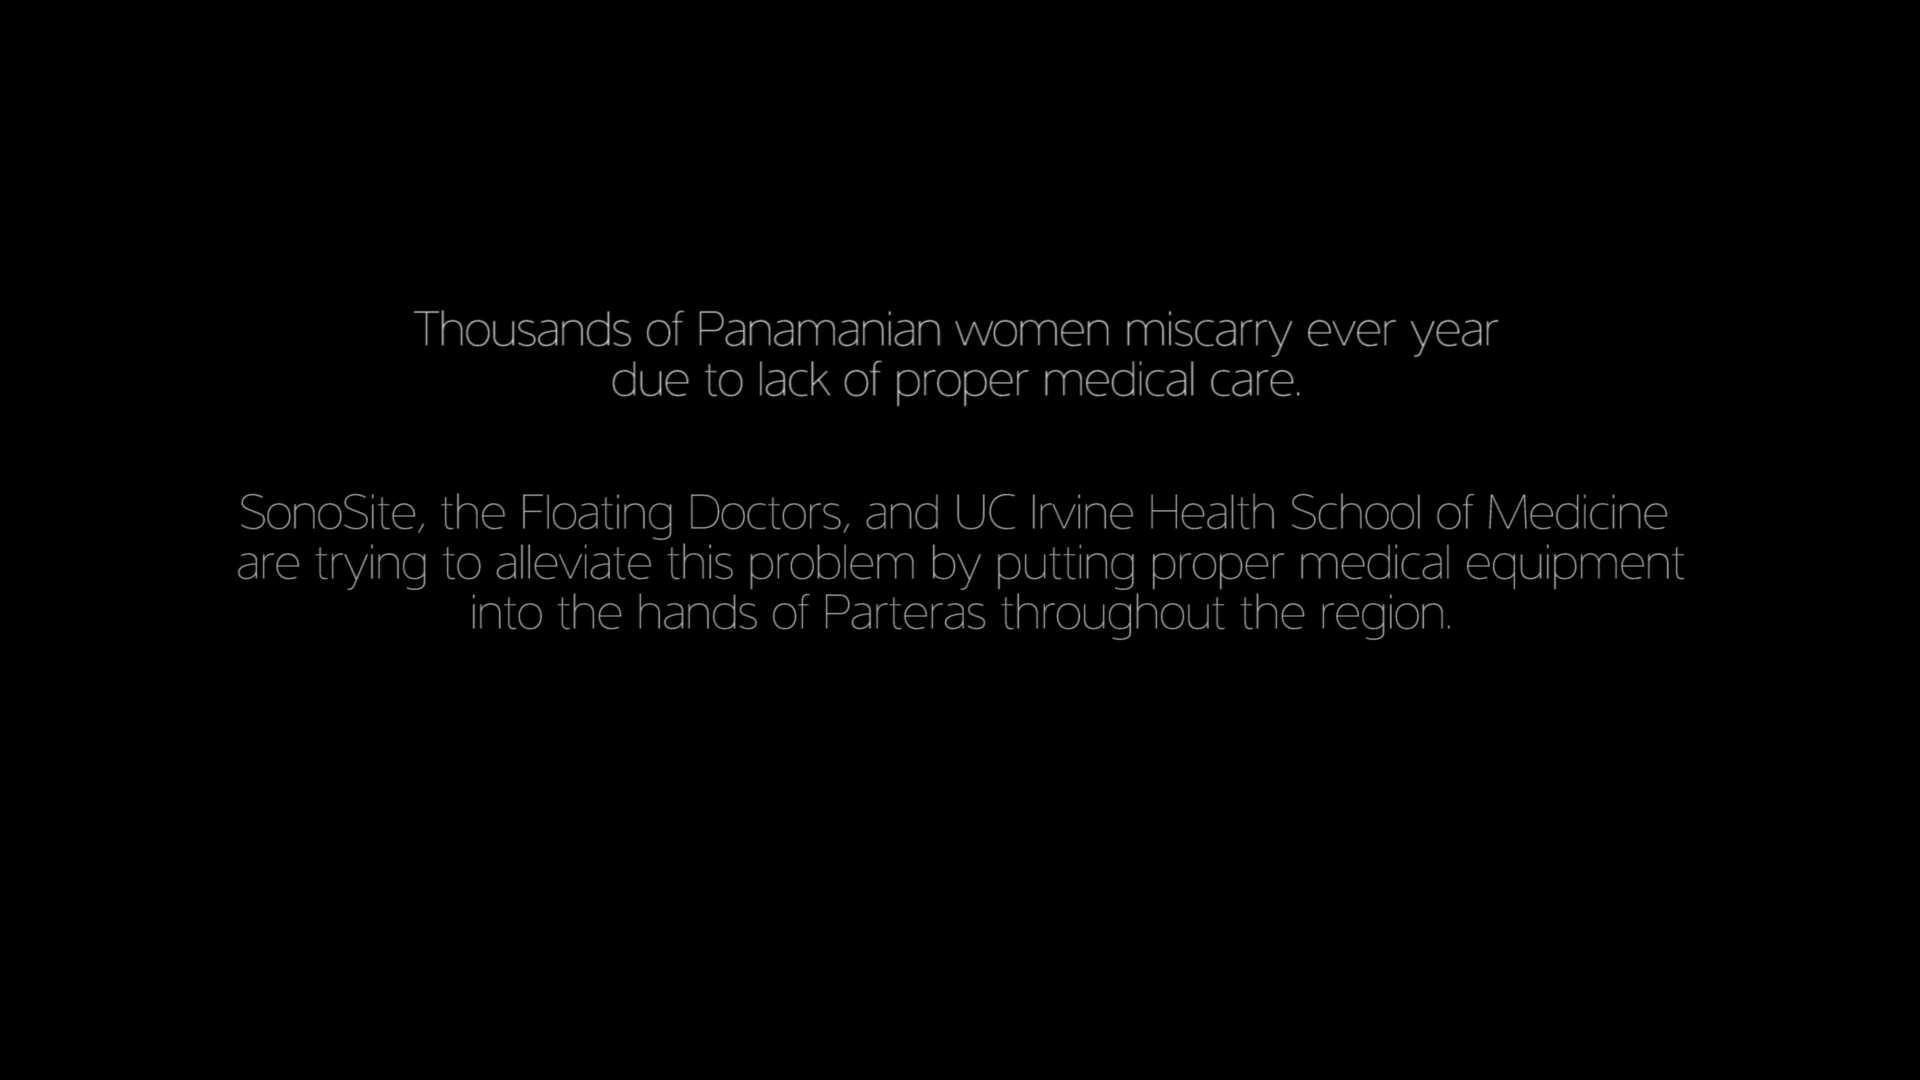 Thousands of Panamanian women miscarry ever year
due to lack of proper medical care.
SonoSite, the Floating Doctors, and UC Irvine Health School of Medicine
are trying to alleviate this problem by putting proper medical equipment
into the hands of Parteras throughout the region.